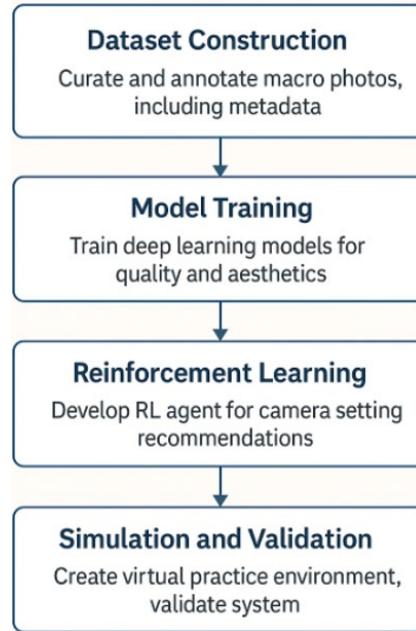 Dataset Construction
Curate and annotate macro photos,
including metadata
Model Training
Train deep learning models for
quality and aesthetics
Reinforcement Learning
Develop RL agent for camera setting
recommendations
Simulation and Validation
Create virtual practice environment,
validate system